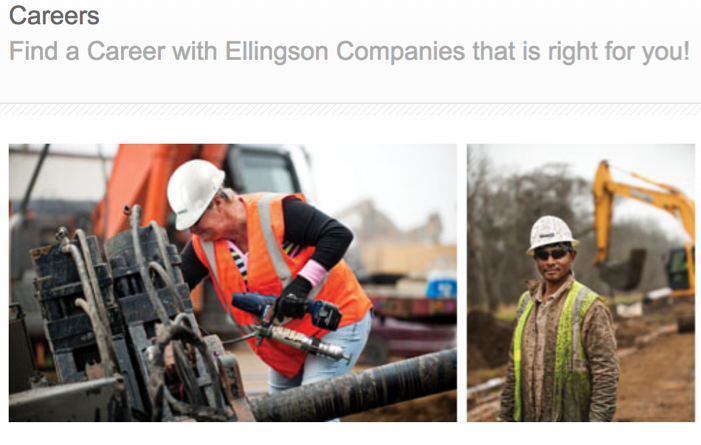 Careers
Find a Career with Ellingson Companies that is right for you!